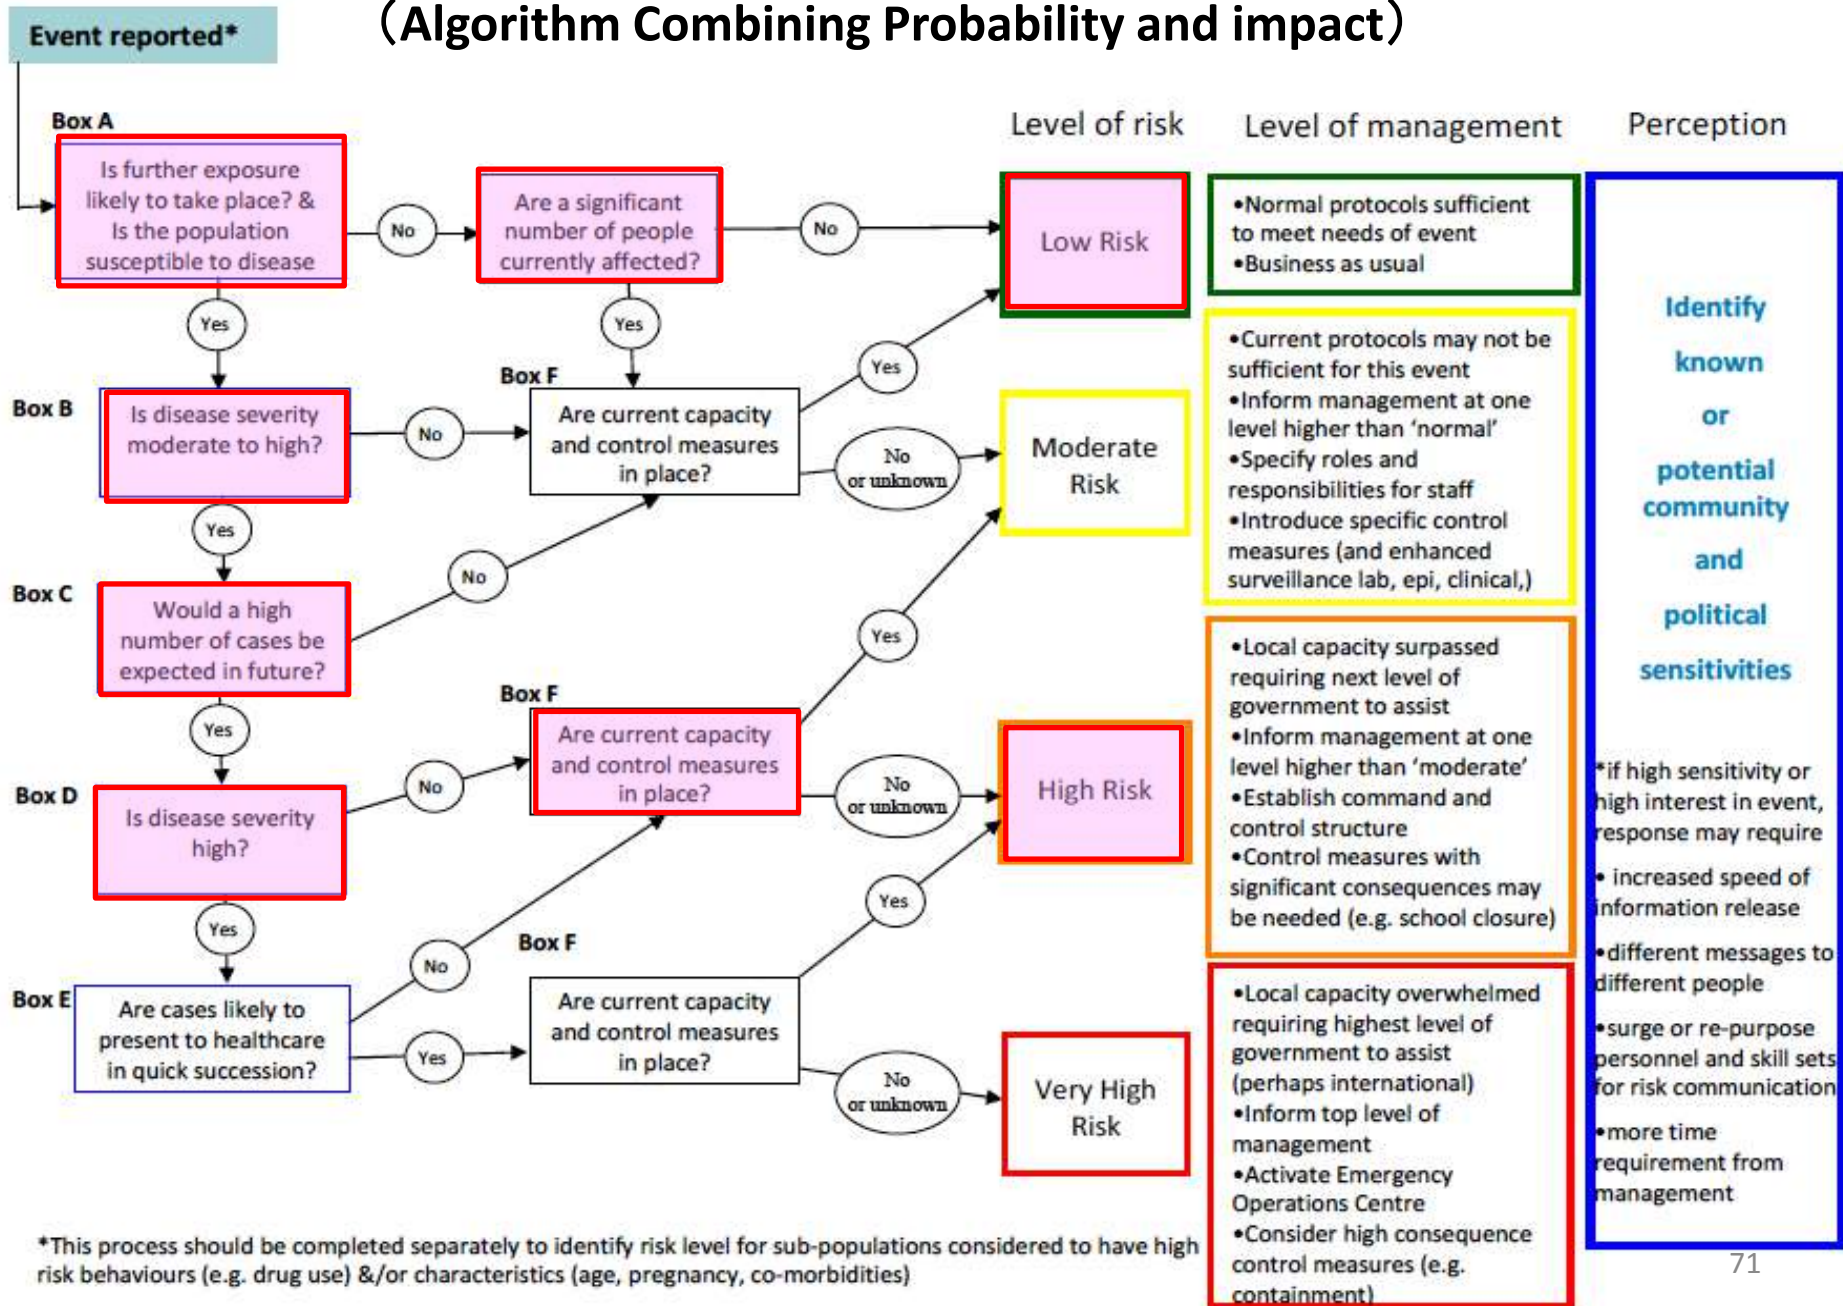 （Algorithm Combining Probability and impact）
Event reported*
Box A
Is further exposure
likely to take place? &
Is the population
susceptible to disease
No
Are a significant
number of people
currently affected?
No
Yes
Yes
Box B
Is disease severity
moderate to high?
No
Box F
Are current capacity
and control measures
in place?
Yes
No
or unknown
Yes
Box C
Would a high
number of cases be
expected in future?
No
Yes
Box D
Is disease severity
high?
No
Box F
Are current capacity
and control measures
in place?
Yes
No
or unknown
Yes
Box E
Are cases likely to
present to healthcare
in quick succession?
No
Yes
Box F
Are current capacity
and control measures
in place?
Yes
No
or unknown
Level of risk
Low Risk
Moderate
Risk
High Risk
Very High
Risk
Level of management
•Normal protocols sufficient
to meet needs of event
•Business as usual
•Current protocols may not be
sufficient for this event
•Inform management at one
level higher than ‘normal’
•Specify roles and
responsibilities for staff
•Introduce specific control
measures (and enhanced
surveillance lab, epi, clinical,)
•Local capacity surpassed
requiring next level of
government to assist
•Inform management at one
level higher than ‘moderate’
•Establish command and
control structure
•Control measures with
significant consequences may
be needed (e.g. school closure)
•Local capacity overwhelmed
requiring highest level of
government to assist
(perhaps international)
•Inform top level of
management
•Activate Emergency
Operations Centre
•Consider high consequence
control measures (e.g.
containment)
Perception
Identify
known
or
potential
community
and
political
sensitivities
*if high sensitivity or
high interest in event,
response may require
• increased speed of
information release
•different messages to
different people
•surge or re-purpose
personnel and skill sets
for risk communication
•more time
requirement from
management
*This process should be completed separately to identify risk level for sub-populations considered to have high
risk behaviours (e.g. drug use) &/or characteristics (age, pregnancy, co-morbidities)
71